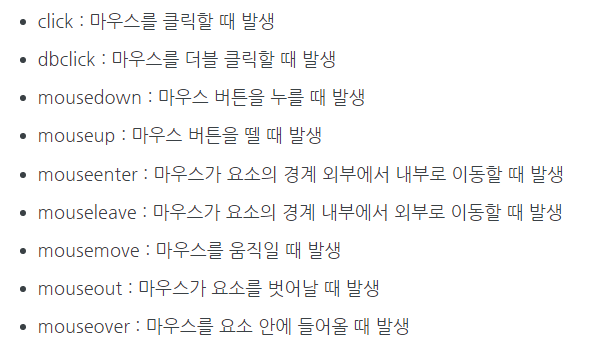 click : 마우스를 클릭할 때 발생
dbclick : 마우스를 더블 클릭할 때 발생
mousedown : 마우스 버튼을 누를 때 발생
mouseup : 마우스 버튼을 뗄 때 발생
mouseenter : 마우스가 요소의 경계 외부에서 내부로 이동할 때 발생
mouseleave : 마우스가 요소의 경계 내부에서 외부로 이동할 때 발생
mousemove : 마우스를 움직일 때 발생
mouseout : 마우스가 요소를 벗어날 때 발생
mouseover : 마우스를 요소 안에 들어올 때 발생